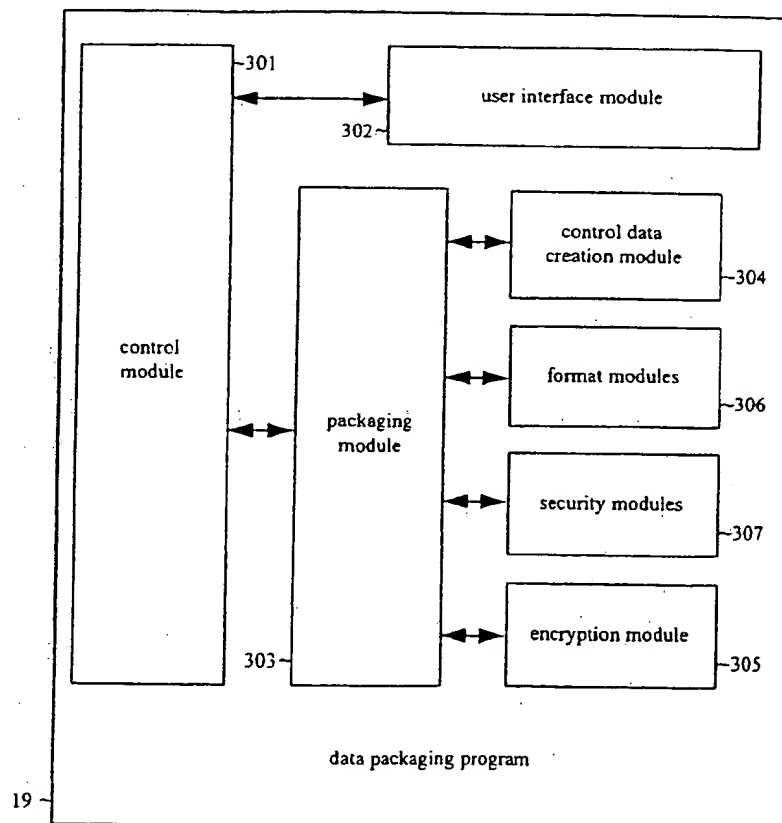 301
user interface module
302
control data
creation module
304
control
module
format modules
306
packaging
module
security modules
307
303
encryption module
305
data packaging program
19